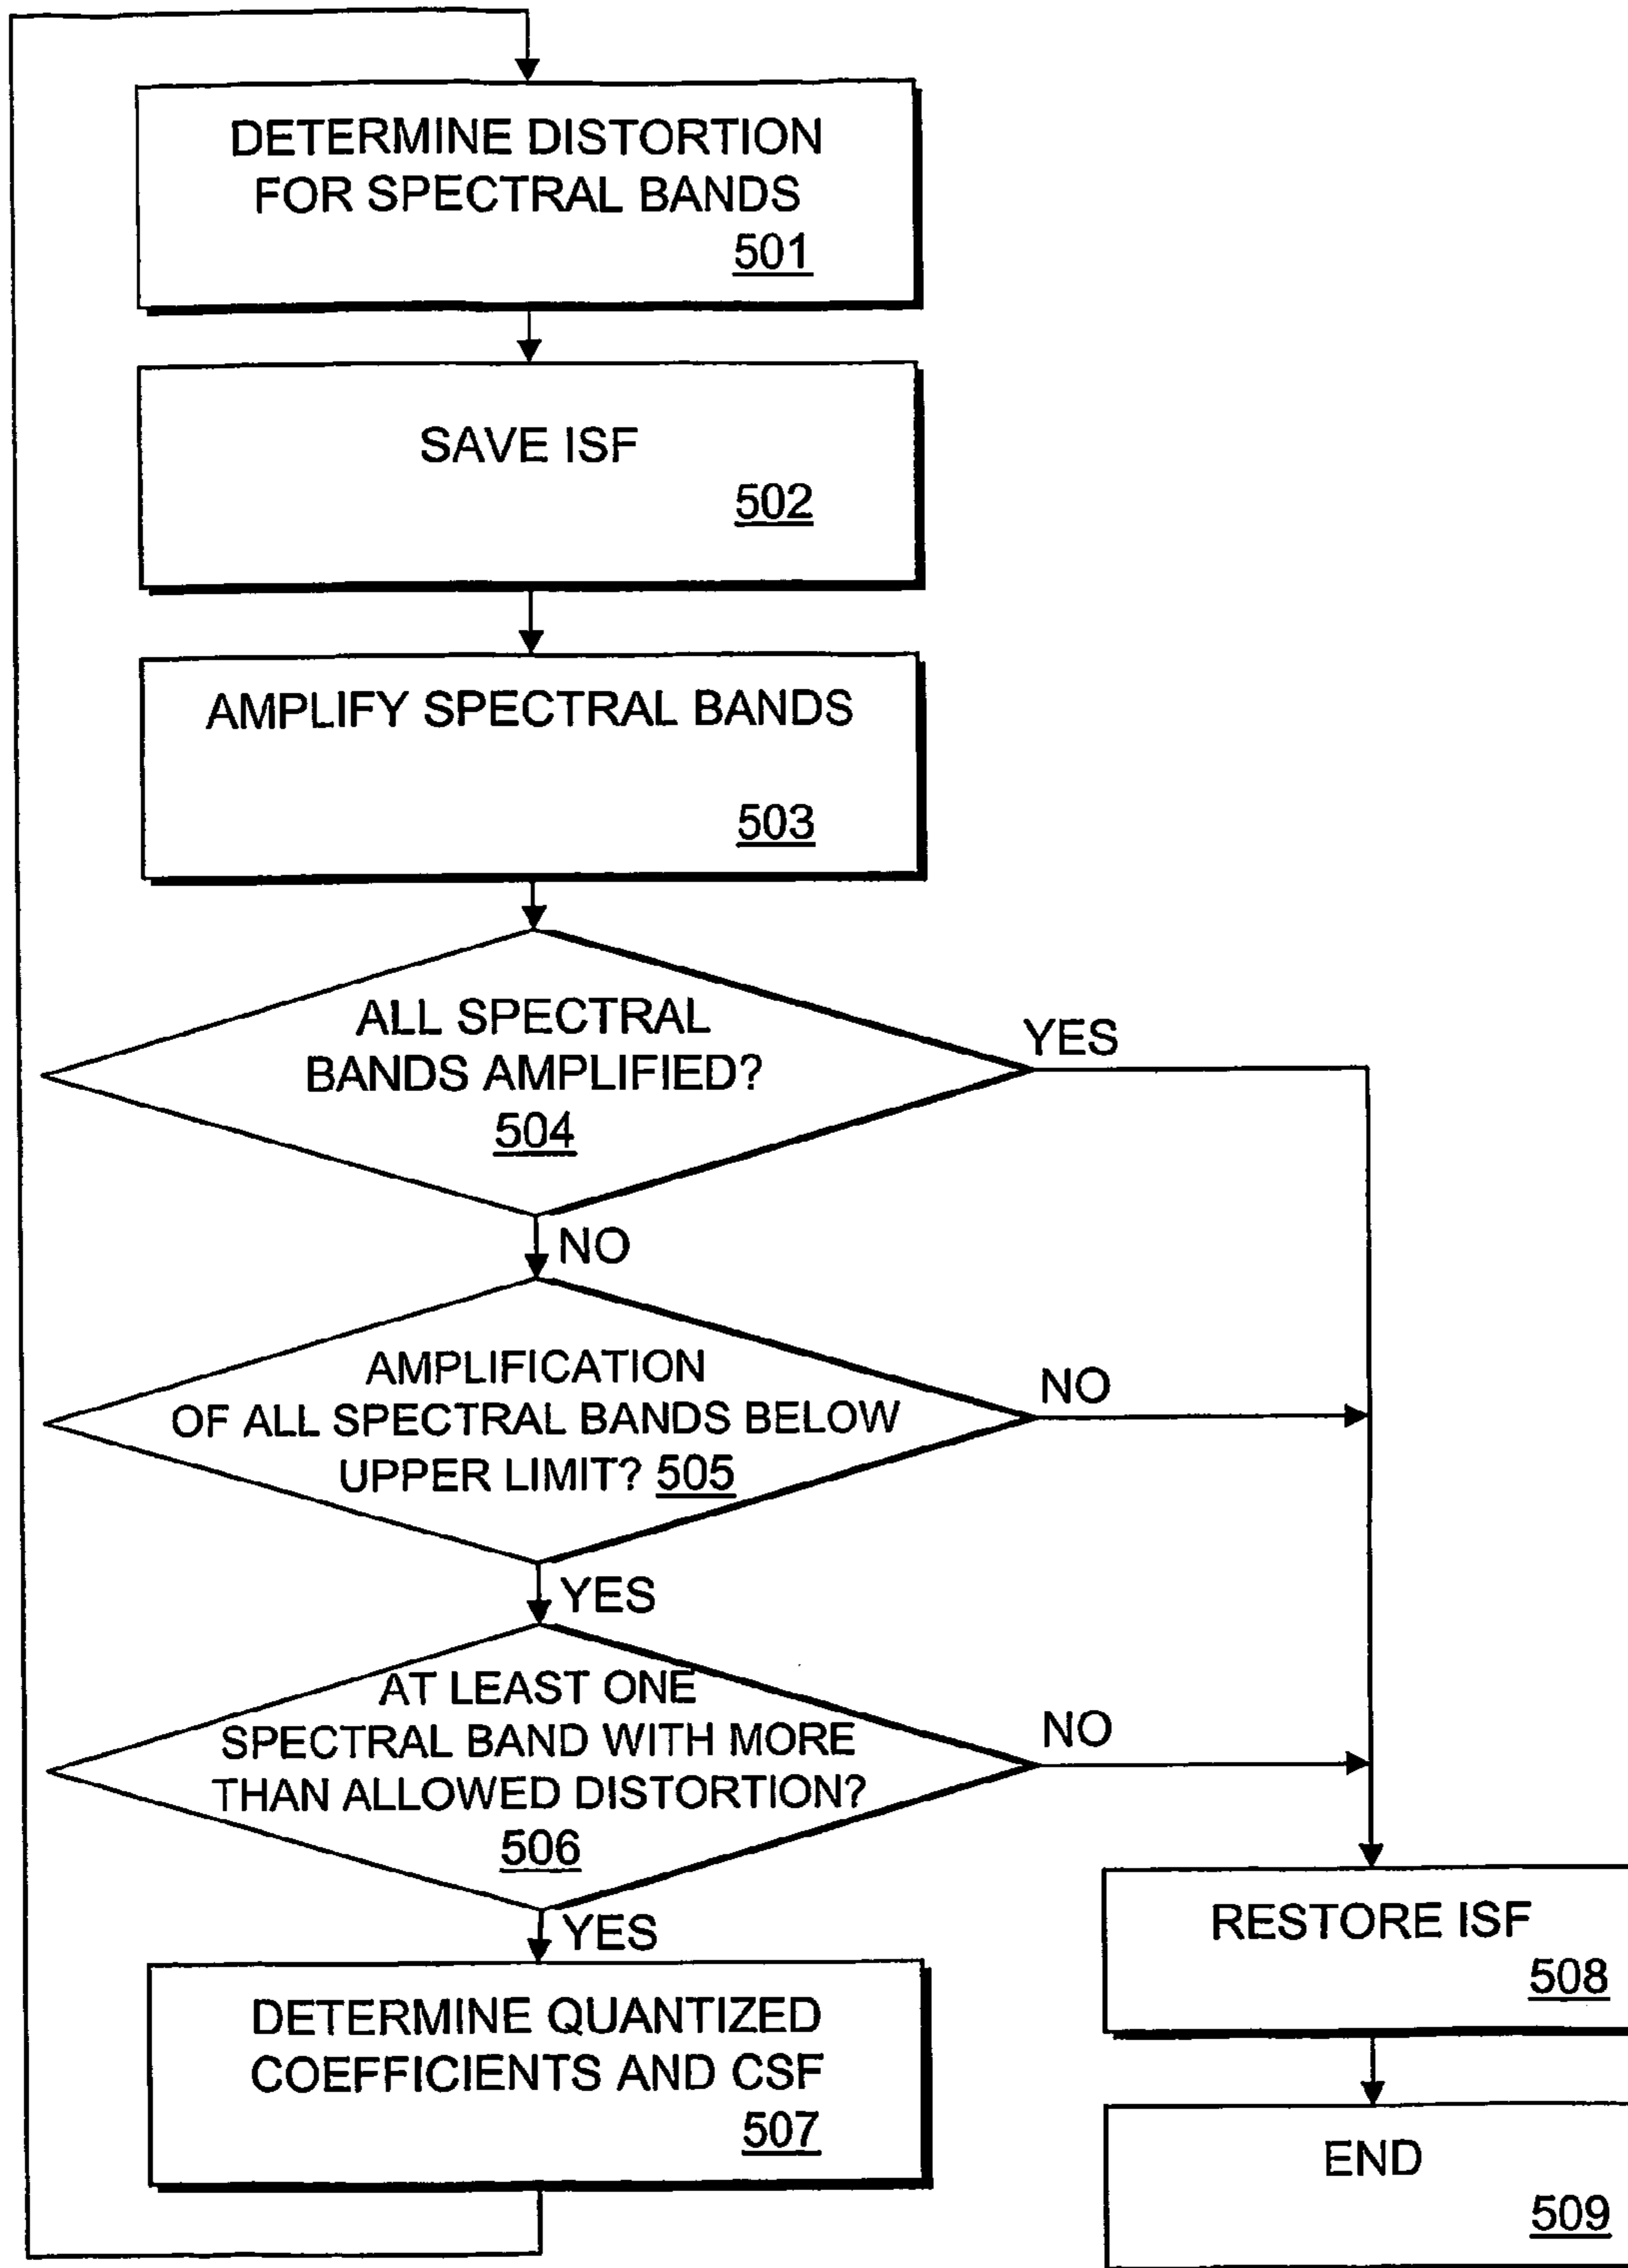 DETERMINE DISTORTION
FOR SPECTRAL BANDS
501
SAVE ISF
502
AMPLIFY SPECTRAL BANDS
503
ALL SPECTRAL
BANDS AMPLIFIED?
504
YES
NO
AMPLIFICATION
OF ALL SPECTRAL BANDS BELOW
UPPER LIMIT? 505
NO
YES
AT LEAST ONE
SPECTRAL BAND WITH MORE
THAN ALLOWED DISTORTION?
506
NO
YES
DETERMINE QUANTIZED
COEFFICIENTS AND CSF
507
RESTORE ISF
508
END
509